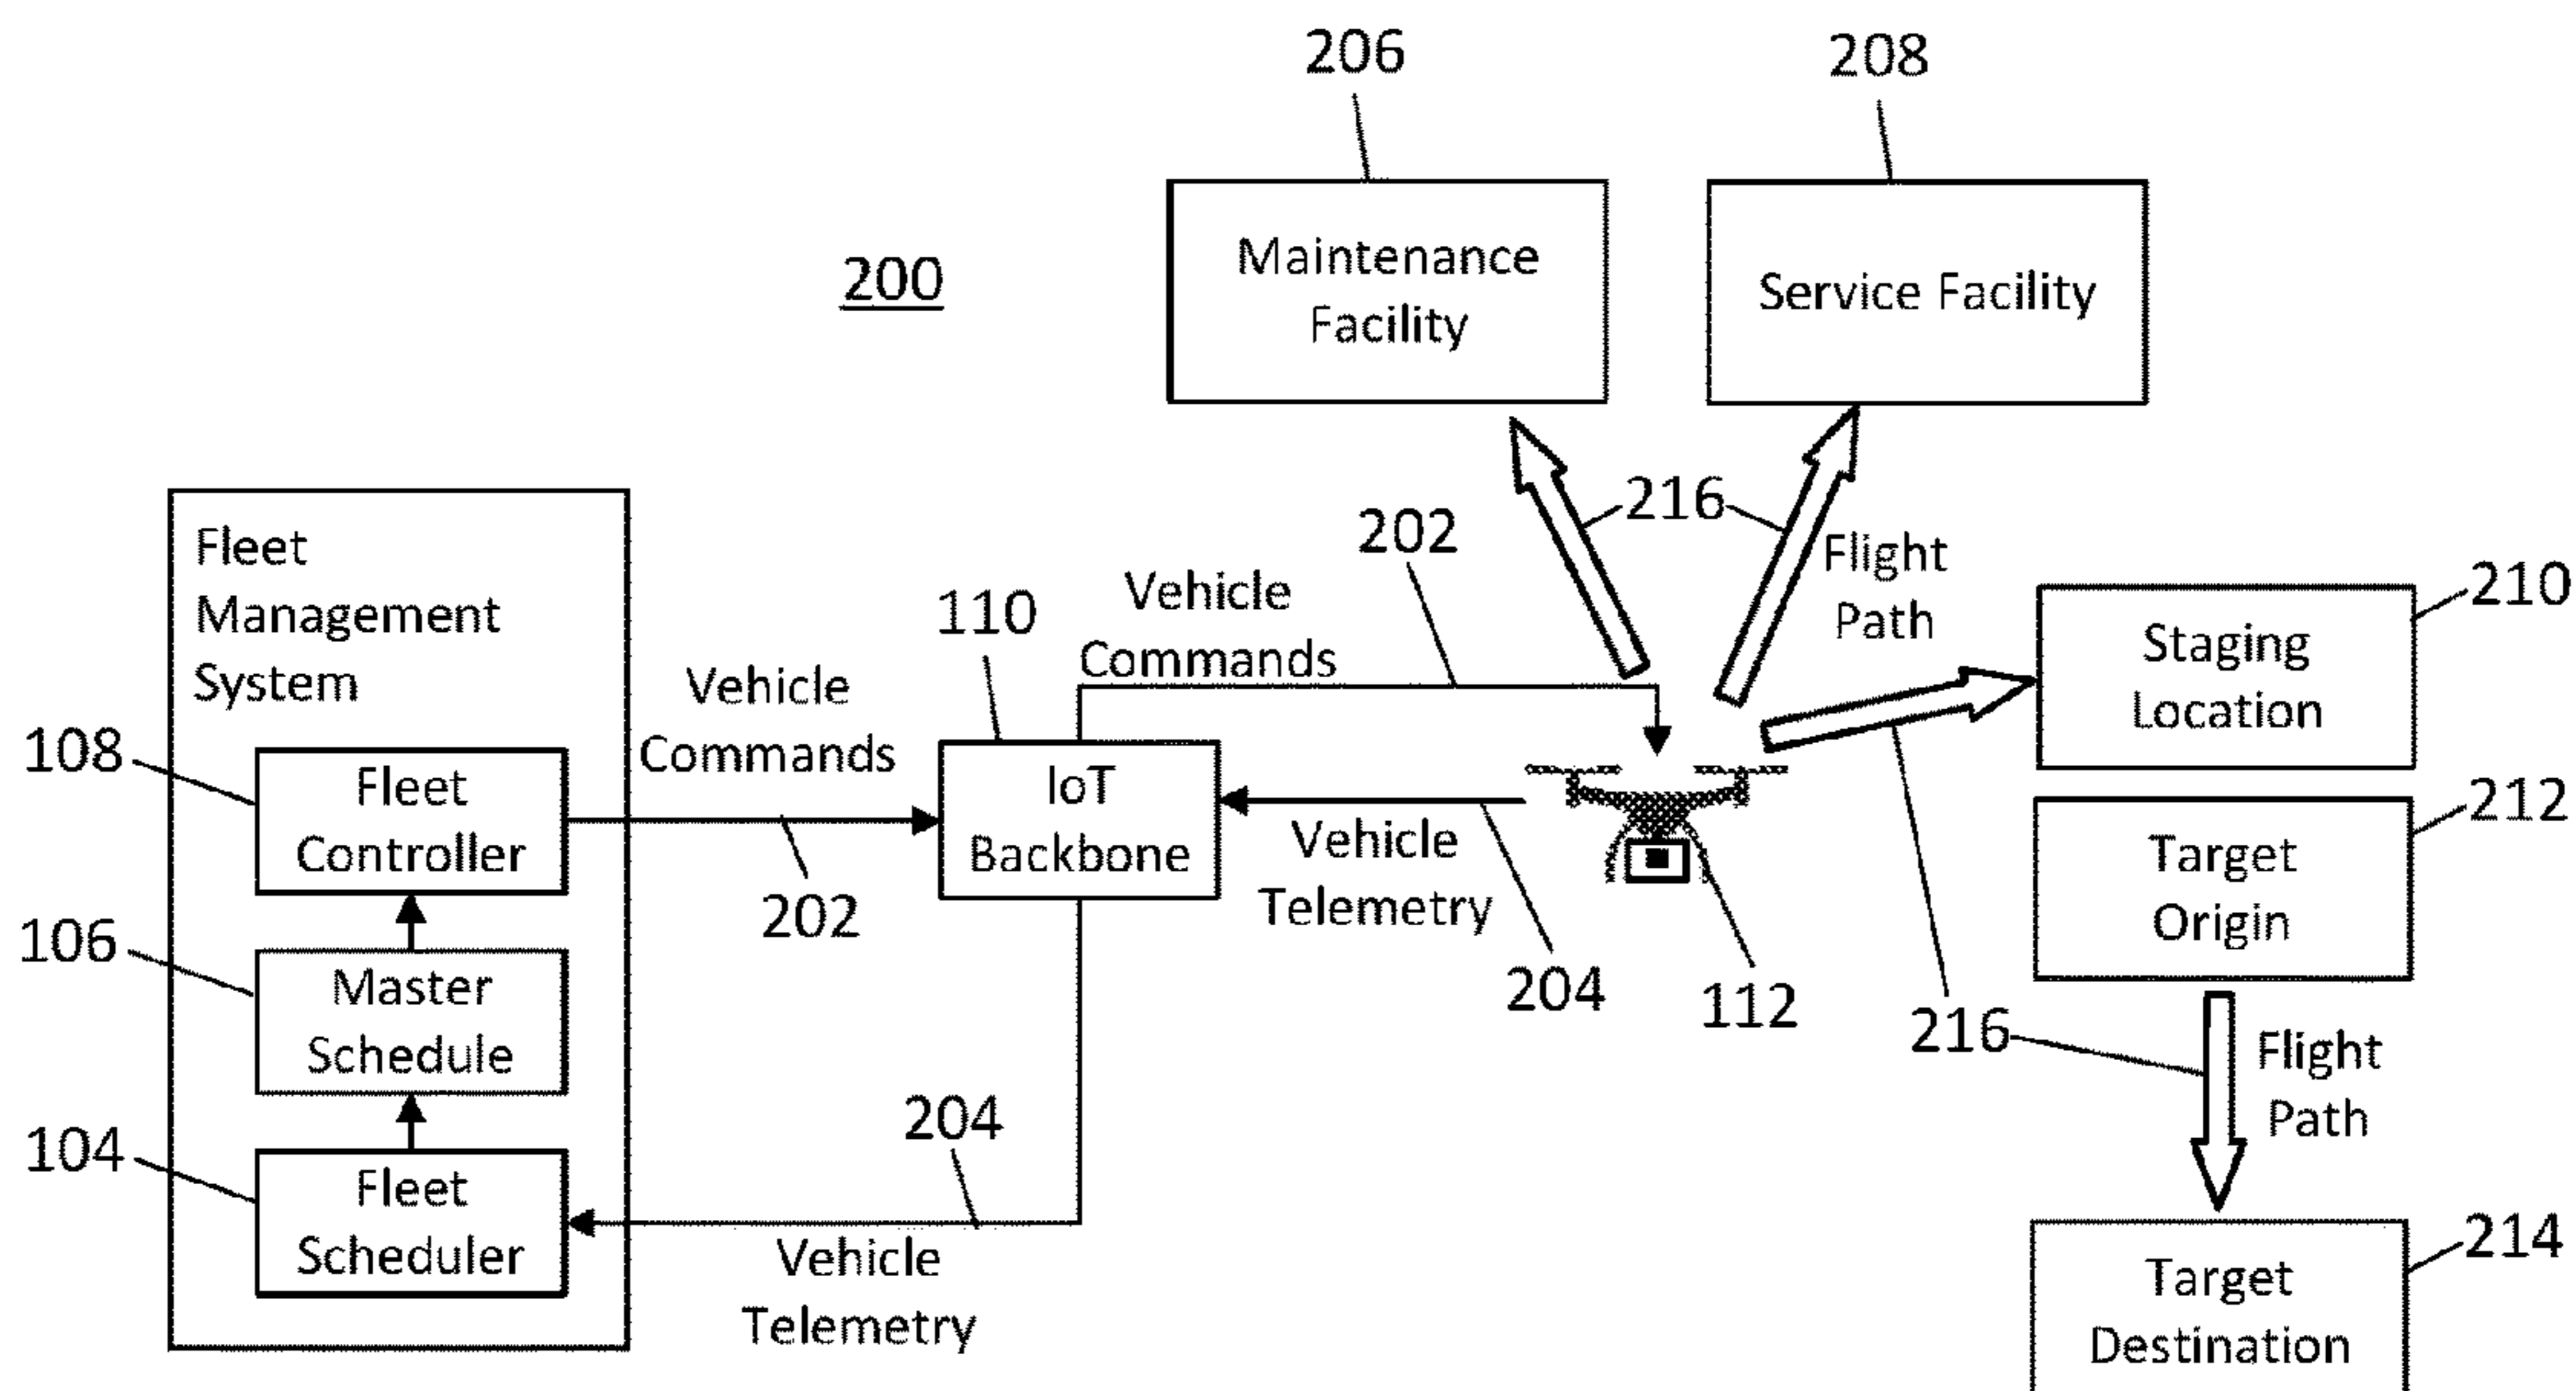 206
208
Maintenance
Facility
Service Facility
200
216
Flight
Path
202
Vehicle
Commands
110
Fleet
Management
System
Vehicle
Commands
210
Staging
Location
108
Fleet
Controller
IoT
Backbone
202
Vehicle
Telemetry
204
112
212
Target
Origin
106
Master
Schedule
216
Flight
Path
104
Fleet
Scheduler
204
Vehicle
Telemetry
214
Target
Destination